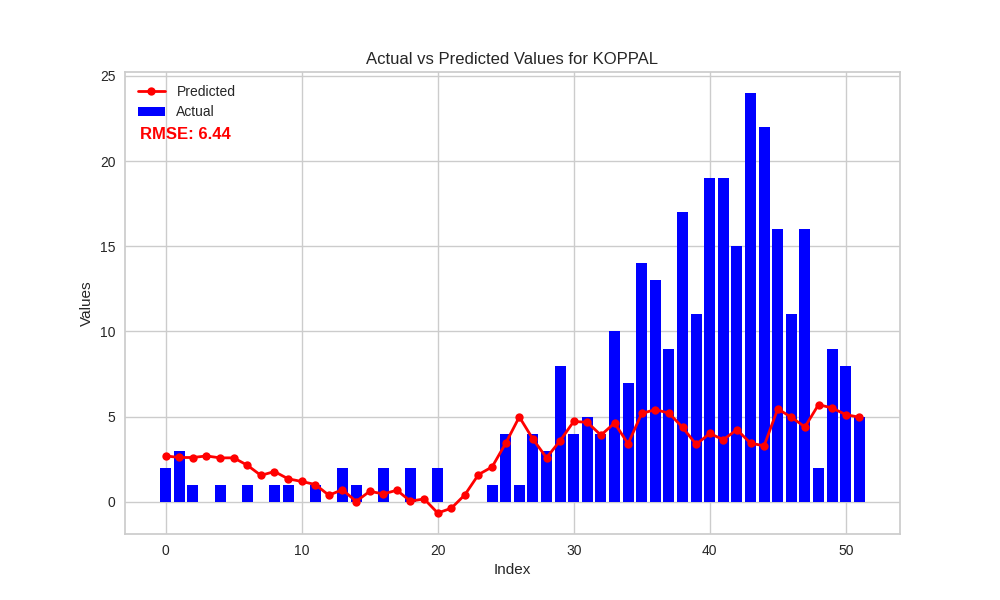 Actual vs Predicted Values for KOPPAL
Predicted
Actual
RMSE: 6.44
Values
25
20
15
10
5
0
0 10 20 30 40 50
Index